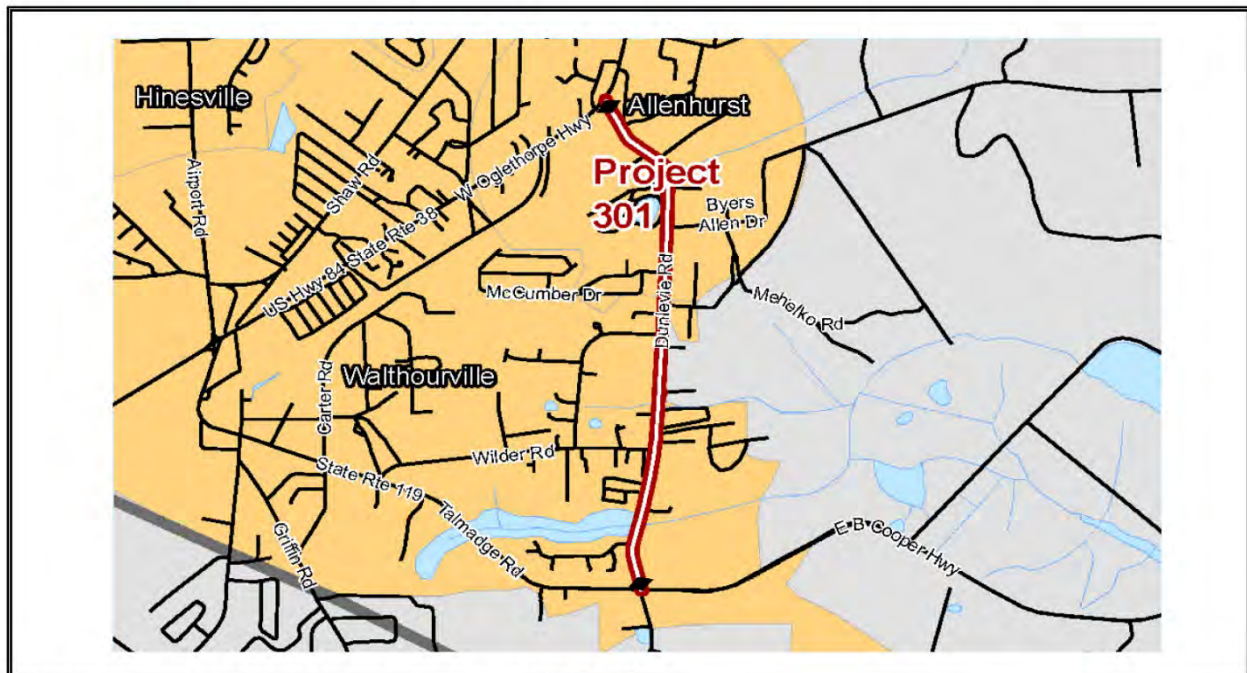 Hinesville
Allenhurst
Airport Rd
Shaw Rd
W Oglethorpe Hwy
US Hwy 84 State Rte 38
Project
301
Byers
Allen Dr
McCumber Dr
Dunlevie Rd
Mehelko Rd
Walthourville
Carter Rd
Wilder Rd
State Rte 119
Talmadge Rd
Griffin Rd
E B Cooper Hwy